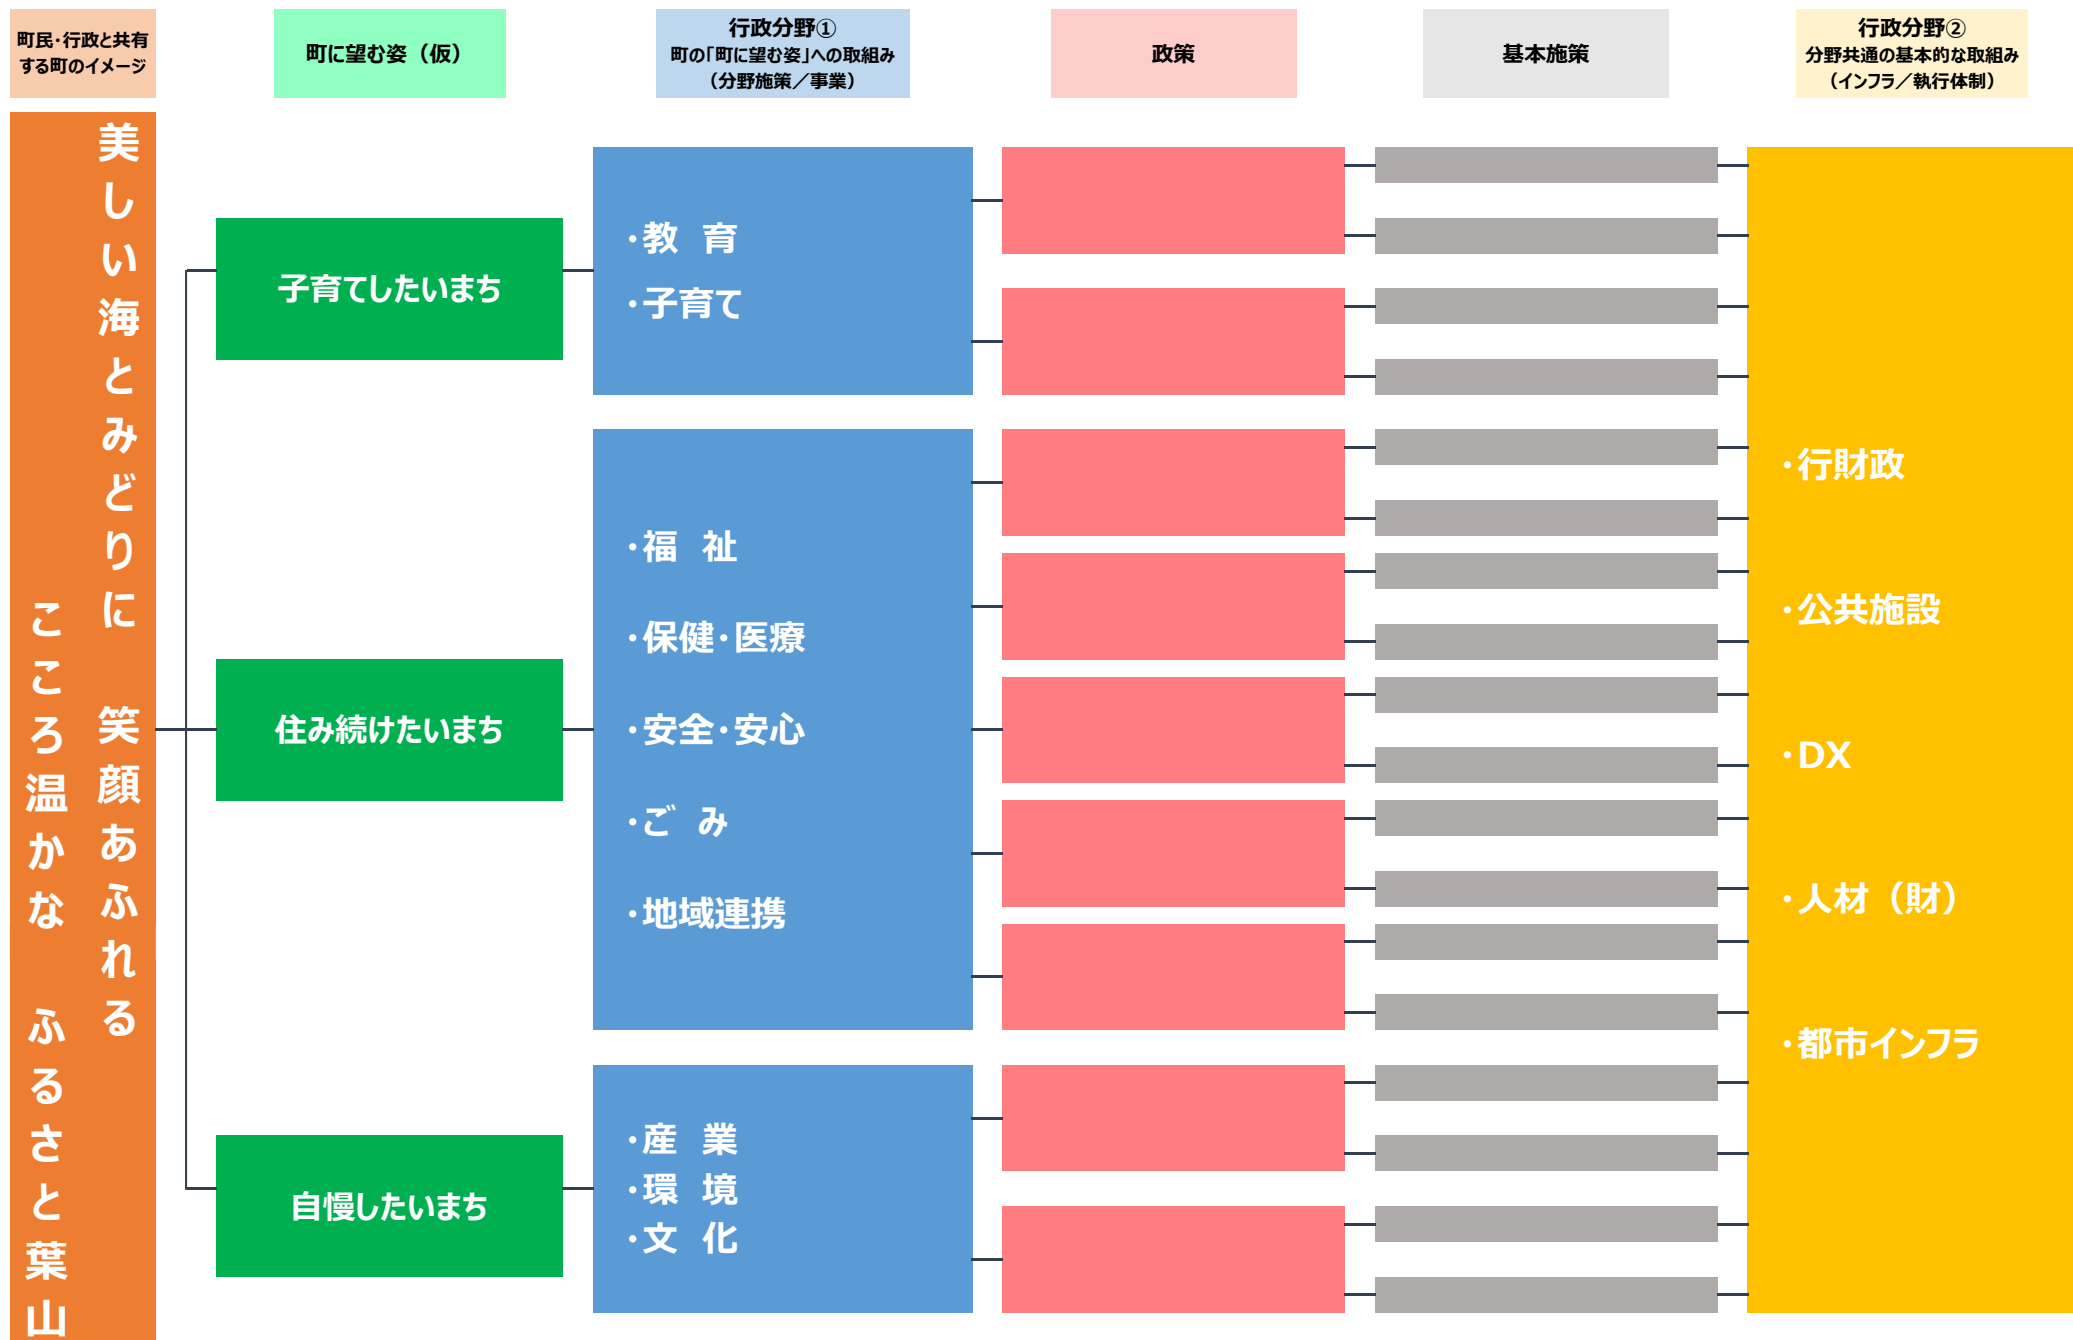 町民・行政と共有
する町のイメージ
町に望む姿（仮）
行政分野①
町の「町に望む姿」への取組み
（分野施策／事業）
政策
基本施策
行政分野②
分野共通の基本的な取組み
（インフラ／執行体制）
美しい海とみどりに　笑顔あふれる
こころ温かな　ふるさと葉山
子育てしたいまち
住み続けたいまち
自慢したいまち
・教　育
・子育て
・福　祉
・保健・医療
・安全・安心
・ご　み
・地域連携
・産　業
・環　境
・文　化
・行財政
・公共施設
・DX
・人材（財）
・都市インフラ